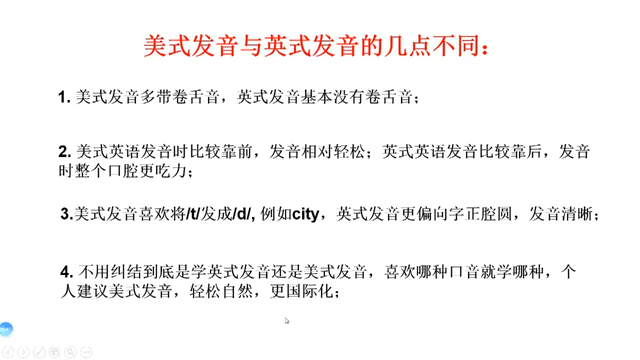 美式发音与英式发音的几点不同：
1. 美式发音多带卷舌音，英式发音基本没有卷舌音；
2. 美式英语发音时比较靠前，发音相对轻松；英式英语发音比较靠后，发音
时整个口腔更吃力；
3.美式发音喜欢将/t/发成/d/, 例如city，英式发音更偏向字正腔圆，发音清晰；
4. 不用纠结到底是学英式发音还是美式发音，喜欢哪种口音就学哪种，个
人建议美式发音，轻松自然，更国际化；